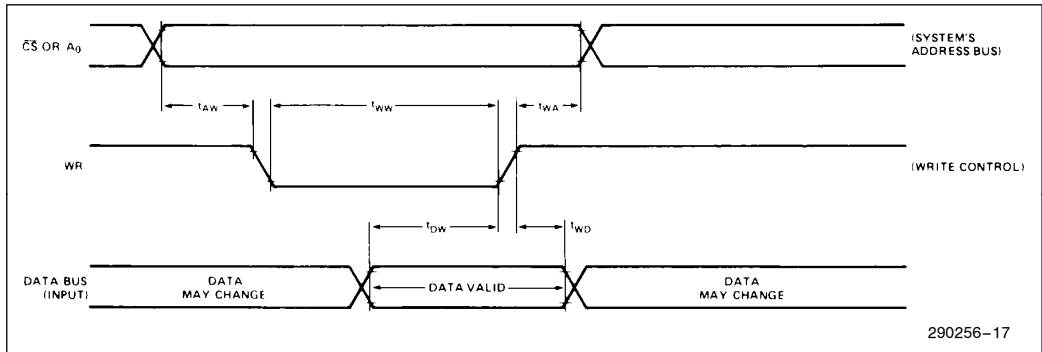 C̅S̅ OR A₀
(SYSTEM'S
ADDRESS BUS)
tAW
tWW
tWA
WR
(WRITE CONTROL)
tDW
tWD
DATA BUS
(INPUT)
DATA
MAY CHANGE
DATA VALID
DATA
MAY CHANGE
290256–17